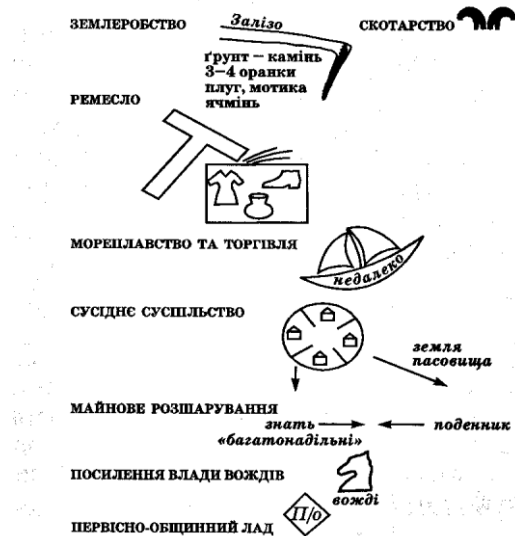 ЗЕМЛЕРОБСТВО
Залізо
СКОТАРСТВО
ґрунт – камінь
3–4 оранки
плуг, мотика
ячмінь
РЕМЕСЛО
МОРЕПЛАВСТВО ТА ТОРГІВЛЯ
недалеко
СУСІДНЄ СУСПІЛЬСТВО
земля
пасовища
МАЙНОВЕ РОЗШАРУВАННЯ
знать
поденник
«багатонадільні»
ПОСИЛЕННЯ ВЛАДИ ВОЖДІВ
вожді
П/о
ПЕРВІСНО-ОБЩИННИЙ ЛАД